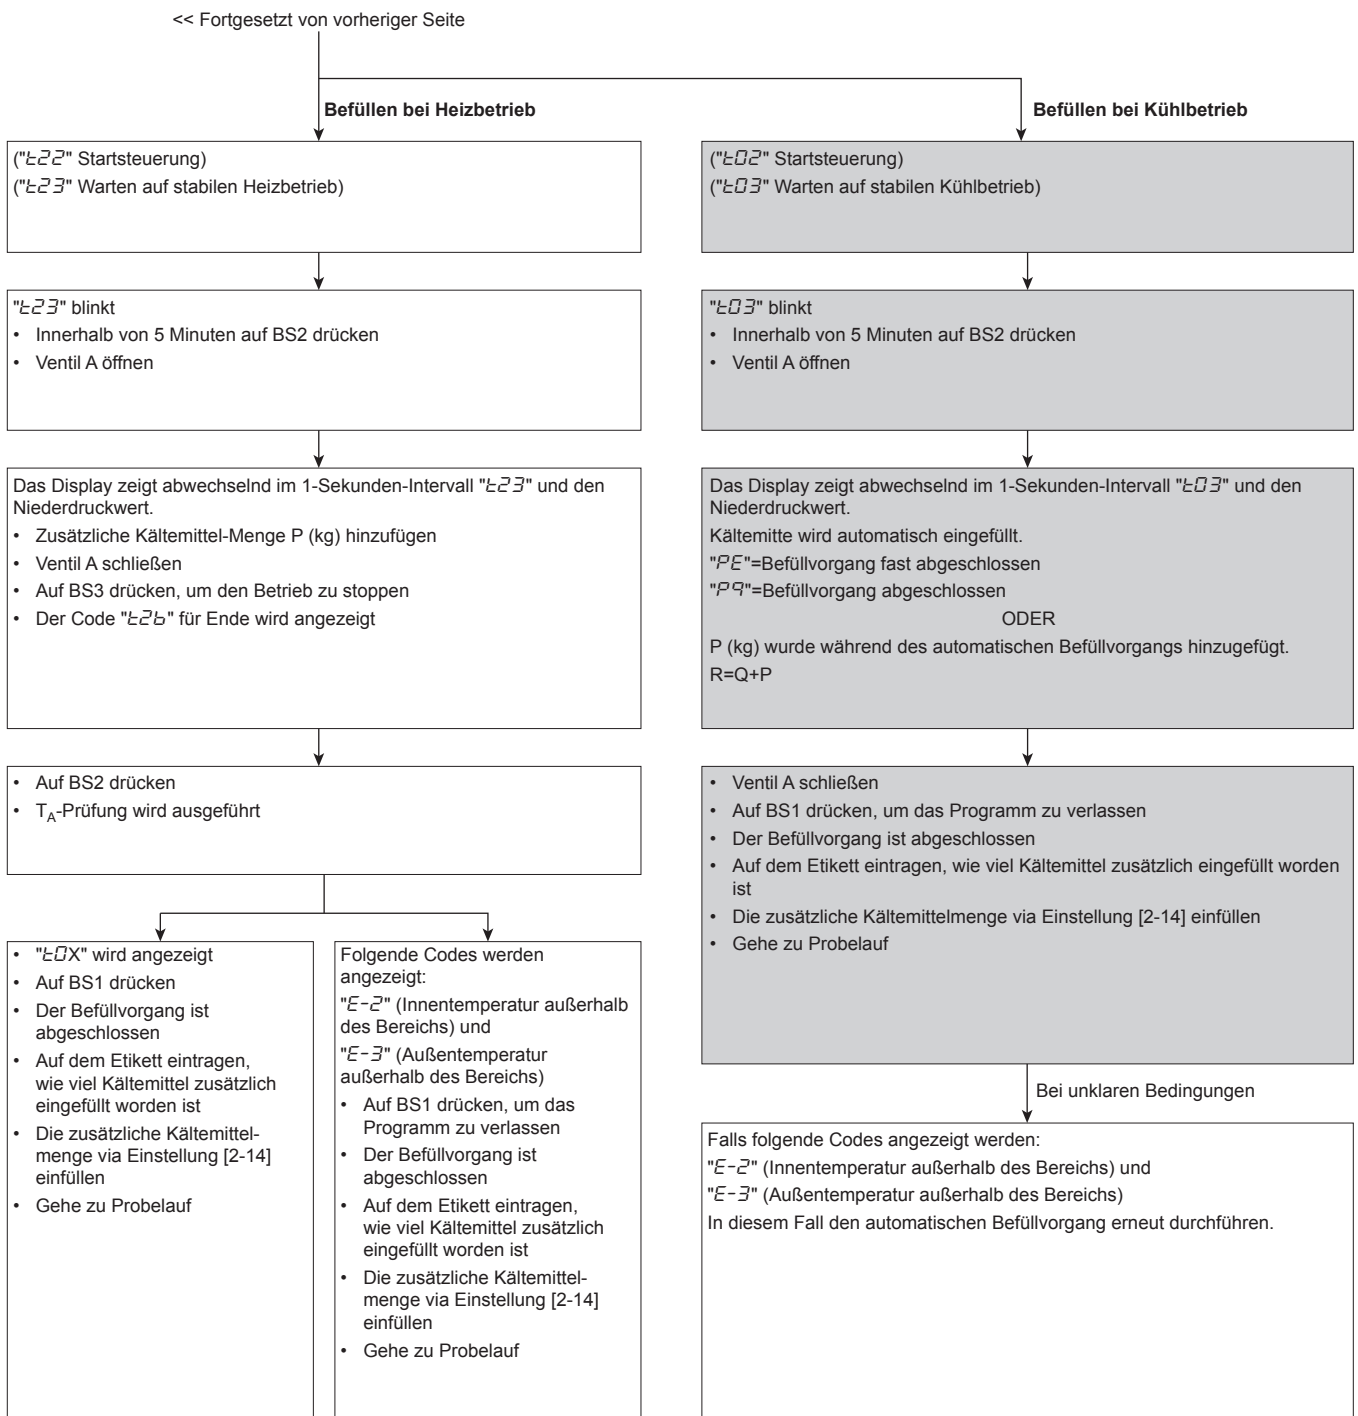 << Fortgesetzt von vorheriger Seite
Befüllen bei Heizbetrieb
("t22" Startsteuerung)
("t23" Warten auf stabilen Heizbetrieb)
"t23" blinkt
• Innerhalb von 5 Minuten auf BS2 drücken
• Ventil A öffnen
Das Display zeigt abwechselnd im 1-Sekunden-Intervall "t23" und den
Niederdruckwert.
• Zusätzliche Kältemittel-Menge P (kg) hinzufügen
• Ventil A schließen
• Auf BS3 drücken, um den Betrieb zu stoppen
• Der Code "t26" für Ende wird angezeigt
• Auf BS2 drücken
• TA-Prüfung wird ausgeführt
• "t0X" wird angezeigt
• Auf BS1 drücken
• Der Befüllvorgang ist
abgeschlossen
• Auf dem Etikett eintragen,
wie viel Kältemittel zusätzlich
eingefüllt worden ist
• Die zusätzliche Kältemittel-
menge via Einstellung [2-14]
einfüllen
• Gehe zu Probelauf
Folgende Codes werden
angezeigt:
"E-2" (Innentemperatur außerhalb
des Bereichs) und
"E-3" (Außentemperatur
außerhalb des Bereichs)
• Auf BS1 drücken, um das
Programm zu verlassen
• Der Befüllvorgang ist
abgeschlossen
• Auf dem Etikett eintragen,
wie viel Kältemittel zusätzlich
eingefüllt worden ist
• Die zusätzliche Kältemittel-
menge via Einstellung [2-14]
einfüllen
• Gehe zu Probelauf
Befüllen bei Kühlbetrieb
("t02" Startsteuerung)
("t03" Warten auf stabilen Kühlbetrieb)
"t03" blinkt
• Innerhalb von 5 Minuten auf BS2 drücken
• Ventil A öffnen
Das Display zeigt abwechselnd im 1-Sekunden-Intervall "t03" und den
Niederdruckwert.
Kältemitte wird automatisch eingefüllt.
"PE"=Befüllvorgang fast abgeschlossen
"P9"=Befüllvorgang abgeschlossen
ODER
P (kg) wurde während des automatischen Befüllvorgangs hinzugefügt.
R=Q+P
• Ventil A schließen
• Auf BS1 drücken, um das Programm zu verlassen
• Der Befüllvorgang ist abgeschlossen
• Auf dem Etikett eintragen, wie viel Kältemittel zusätzlich eingefüllt worden
ist
• Die zusätzliche Kältemittelmenge via Einstellung [2-14] einfüllen
• Gehe zu Probelauf
Bei unklaren Bedingungen
Falls folgende Codes angezeigt werden:
"E-2" (Innentemperatur außerhalb des Bereichs) und
"E-3" (Außentemperatur außerhalb des Bereichs)
In diesem Fall den automatischen Befüllvorgang erneut durchführen.